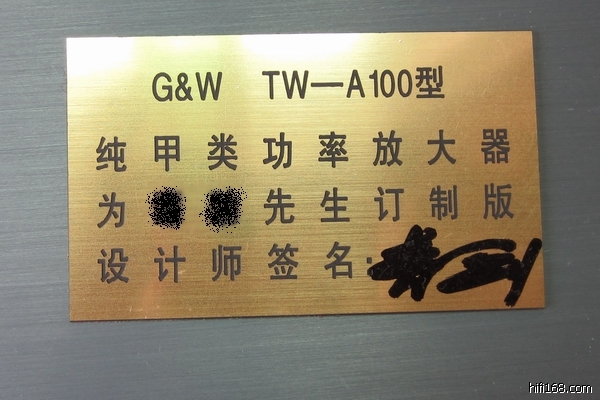 G&W TW—A100型
纯甲类功率放大器
为 先生订制版
设计师签名:
hifi168.com